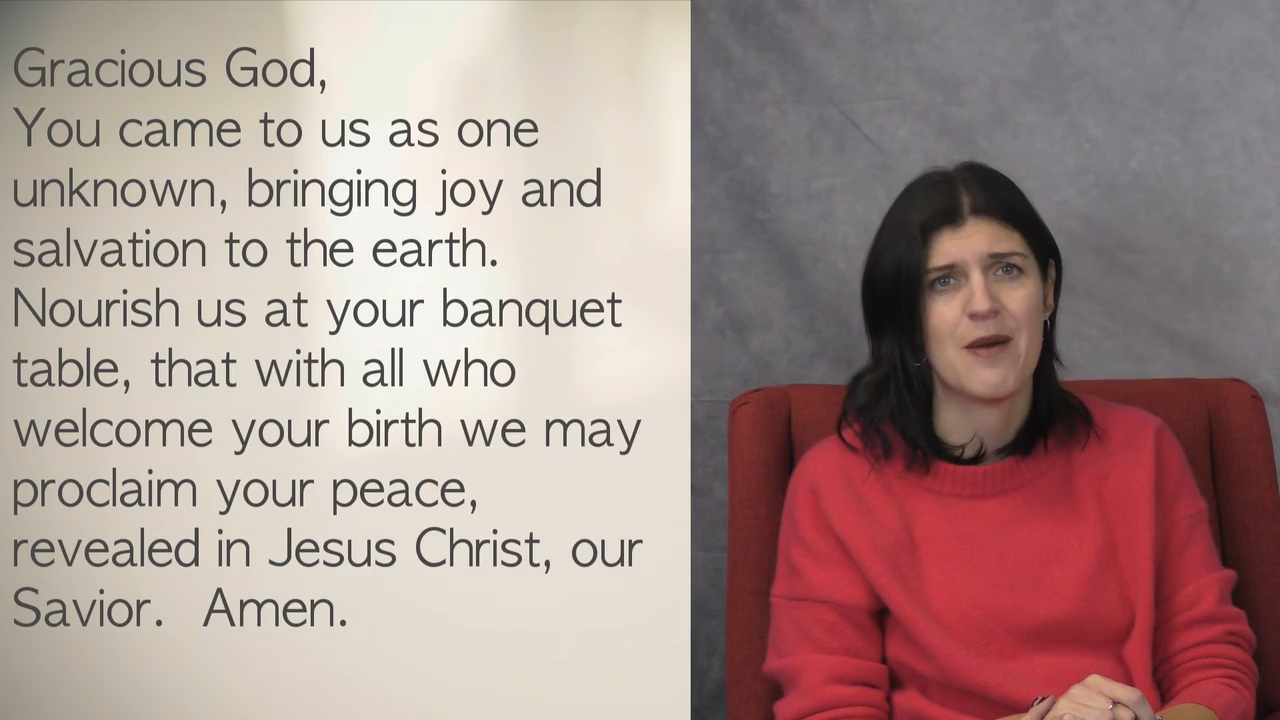 Gracious God,
You came to us as one
unknown, bringing joy and
salvation to the earth.
Nourish us at your banquet
table, that with all who
welcome your birth we may
proclaim your peace,
revealed in Jesus Christ, our
Savior.  Amen.